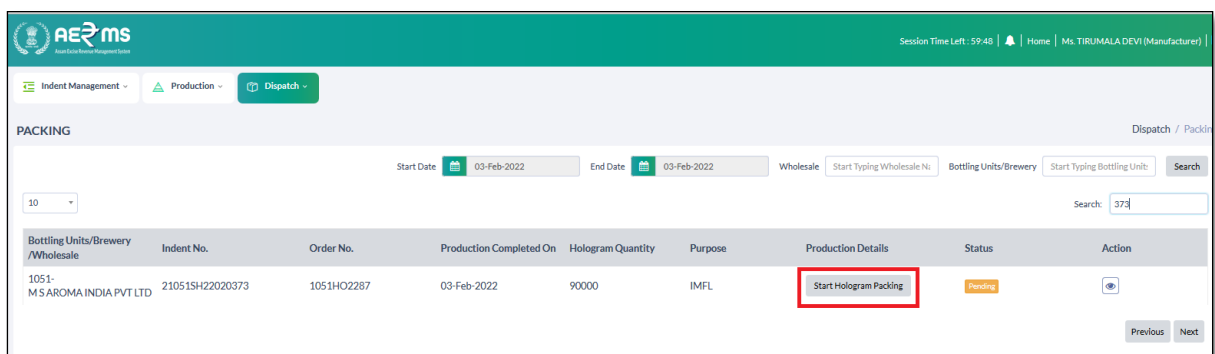 AERMS
Assam Excise Revenue Management System
Session Time Left : 59:48 | Home | Ms. TIRUMALA DEVI (Manufacturer) |
Indent Management Production Dispatch
PACKING Dispatch / Packin
Start Date 03-Feb-2022 End Date 03-Feb-2022 Wholesale Start Typing Wholesale Na Bottling Units/Brewery Start Typing Bottling Unit Search
10 Search: 373
Bottling Units/Brewery
/Wholesale Indent No. Order No. Production Completed On Hologram Quantity Purpose Production Details Status Action
1051-
M S AROMA INDIA PVT LTD 21051SH22020373 1051HO2287 03-Feb-2022 90000 IMFL Start Hologram Packing Pending
Previous Next